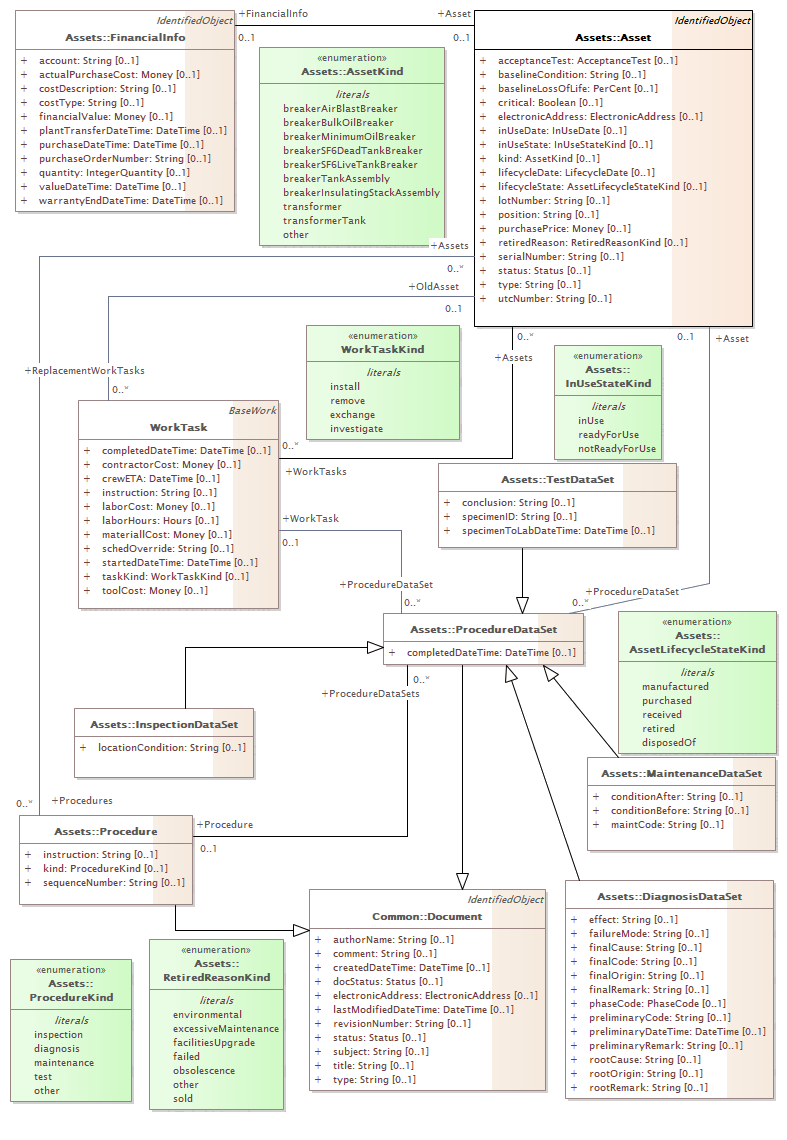 IdentifiedObject
Assets::FinancialInfo
+ account: String [0..1]
+ actualPurchaseCost: Money [0..1]
+ costDescription: String [0..1]
+ costType: String [0..1]
+ financialValue: Money [0..1]
+ plantTransferDateTime: DateTime [0..1]
+ purchaseDateTime: DateTime [0..1]
+ purchaseOrderNumber: String [0..1]
+ quantity: IntegerQuantity [0..1]
+ valueDateTime: DateTime [0..1]
+ warrantyEndDateTime: DateTime [0..1]
+FinancialInfo
0..1
+Asset
0..1
«enumeration»
Assets::AssetKind
literals
breakerAirBlastBreaker
breakerBulkOilBreaker
breakerMinimumOilBreaker
breakerSF6DeadTankBreaker
breakerSF6LiveTankBreaker
breakerTankAssembly
breakerInsulatingStackAssembly
transformer
transformerTank
other
IdentifiedObject
Assets::Asset
+ acceptanceTest: AcceptanceTest [0..1]
+ baselineCondition: String [0..1]
+ baselineLossOfLife: PerCent [0..1]
+ critical: Boolean [0..1]
+ electronicAddress: ElectronicAddress [0..1]
+ inUseDate: InUseDate [0..1]
+ inUseState: InUseStateKind [0..1]
+ kind: AssetKind [0..1]
+ lifecycleDate: LifecycleDate [0..1]
+ lifecycleState: AssetLifecycleStateKind [0..1]
+ lotNumber: String [0..1]
+ position: String [0..1]
+ purchasePrice: Money [0..1]
+ retiredReason: RetiredReasonKind [0..1]
+ serialNumber: String [0..1]
+ status: Status [0..1]
+ type: String [0..1]
+ utcNumber: String [0..1]
+Assets
0..*
+OldAsset
0..1
+ReplacementWorkTasks
0..*
0..*
+Assets
0..1
+Asset
«enumeration»
WorkTaskKind
literals
install
remove
exchange
investigate
«enumeration»
Assets::
InUseStateKind
literals
inUse
readyForUse
notReadyForUse
BaseWork
WorkTask
+ completedDateTime: DateTime [0..1]
+ contractorCost: Money [0..1]
+ crewETA: DateTime [0..1]
+ instruction: String [0..1]
+ laborCost: Money [0..1]
+ laborHours: Hours [0..1]
+ materiallCost: Money [0..1]
+ schedOverride: String [0..1]
+ startedDateTime: DateTime [0..1]
+ taskKind: WorkTaskKind [0..1]
+ toolCost: Money [0..1]
0..*
+WorkTasks
+WorkTask
0..1
Assets::TestDataSet
+ conclusion: String [0..1]
+ specimenID: String [0..1]
+ specimenToLabDateTime: DateTime [0..1]
+ProcedureDataSet
0..*
+ProcedureDataSet
0..*
Assets::ProcedureDataSet
+ completedDateTime: DateTime [0..1]
0..*
+ProcedureDataSets
«enumeration»
Assets::
AssetLifecycleStateKind
literals
manufactured
purchased
received
retired
disposedOf
Assets::InspectionDataSet
+ locationCondition: String [0..1]
Assets::MaintenanceDataSet
+ conditionAfter: String [0..1]
+ conditionBefore: String [0..1]
+ maintCode: String [0..1]
0..*
+Procedures
+Procedure
0..1
Assets::Procedure
+ instruction: String [0..1]
+ kind: ProcedureKind [0..1]
+ sequenceNumber: String [0..1]
IdentifiedObject
Common::Document
+ authorName: String [0..1]
+ comment: String [0..1]
+ createdDateTime: DateTime [0..1]
+ docStatus: Status [0..1]
+ electronicAddress: ElectronicAddress [0..1]
+ lastModifiedDateTime: DateTime [0..1]
+ revisionNumber: String [0..1]
+ status: Status [0..1]
+ subject: String [0..1]
+ title: String [0..1]
+ type: String [0..1]
Assets::DiagnosisDataSet
+ effect: String [0..1]
+ failureMode: String [0..1]
+ finalCause: String [0..1]
+ finalCode: String [0..1]
+ finalOrigin: String [0..1]
+ finalRemark: String [0..1]
+ phaseCode: PhaseCode [0..1]
+ preliminaryCode: String [0..1]
+ preliminaryDateTime: DateTime [0..1]
+ preliminaryRemark: String [0..1]
+ rootCause: String [0..1]
+ rootOrigin: String [0..1]
+ rootRemark: String [0..1]
«enumeration»
Assets::
ProcedureKind
literals
inspection
diagnosis
maintenance
test
other
«enumeration»
Assets::
RetiredReasonKind
literals
environmental
excessiveMaintenance
facilitiesUpgrade
failed
obsolescence
other
sold